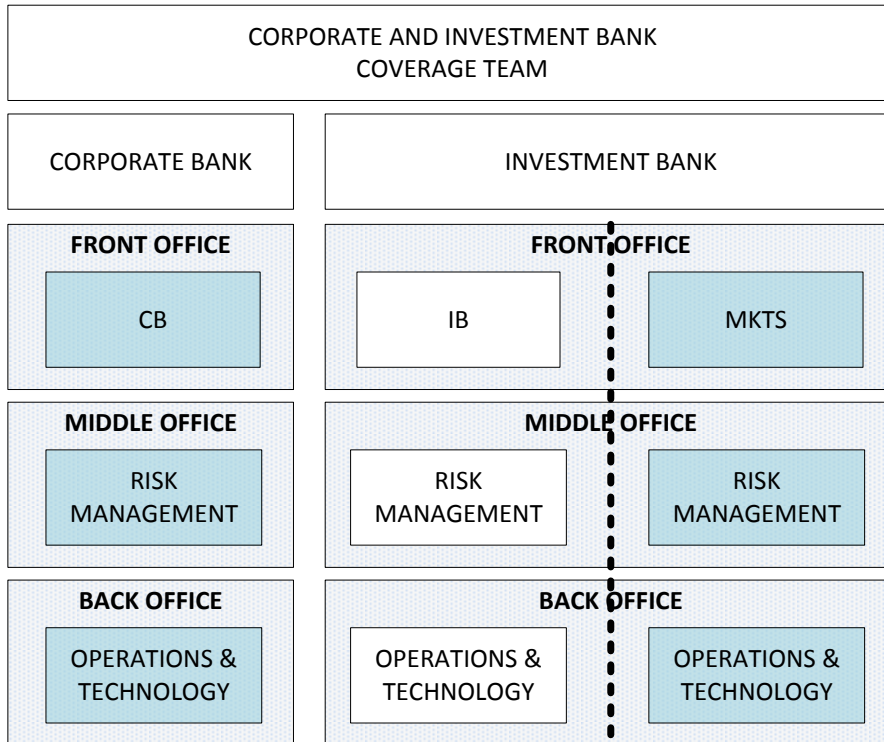 CORPORATE AND INVESTMENT BANK
COVERAGE TEAM
CORPORATE BANK
INVESTMENT BANK
FRONT OFFICE
FRONT OFFICE
CB
IB
MKTS
MIDDLE OFFICE
MIDDLE OFFICE
RISK
MANAGEMENT
RISK
MANAGEMENT
RISK
MANAGEMENT
BACK OFFICE
BACK OFFICE
OPERATIONS &
TECHNOLOGY
OPERATIONS &
TECHNOLOGY
OPERATIONS &
TECHNOLOGY